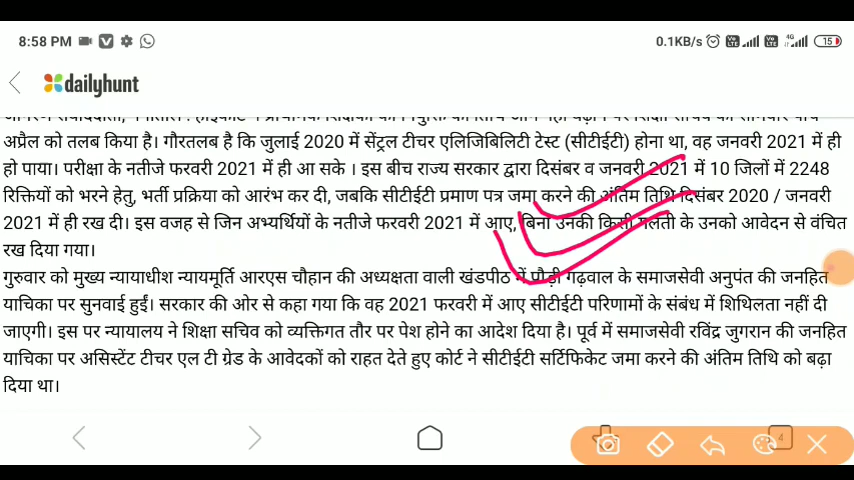 8:58 PM
0.1KB/s
4G
15
dailyhunt
अप्रैल को तलब किया है। गौरतलब है कि जुलाई 2020 में सेंट्रल टीचर एलिजिबिलिटी टेस्ट (सीटीईटी) होना था, वह जनवरी 2021 में ही
हो पाया। परीक्षा के नतीजे फरवरी 2021 में ही आ सके । इस बीच राज्य सरकार द्वारा दिसंबर व जनवरी 2021 में 10 जिलों में 2248
रिक्तियों को भरने हेतु, भर्ती प्रक्रिया को आरंभ कर दी, जबकि सीटीईटी प्रमाण पत्र जमा करने की अंतिम तिथि दिसंबर 2020 / जनवरी
2021 में ही रख दी। इस वजह से जिन अभ्यर्थियों के नतीजे फरवरी 2021 में आए, बिना उनकी किसी गलती के उनको आवेदन से वंचित
रख दिया गया।
गुरुवार को मुख्य न्यायाधीश न्यायमूर्ति आरएस चौहान की अध्यक्षता वाली खंडपीठ में पौड़ी गढ़वाल के समाजसेवी अनुपंत की जनहित
याचिका पर सुनवाई हुईं। सरकार की ओर से कहा गया कि वह 2021 फरवरी में आए सीटीईटी परिणामों के संबंध में शिथिलता नहीं दी
जाएगी। इस पर न्यायालय ने शिक्षा सचिव को व्यक्तिगत तौर पर पेश होने का आदेश दिया है। पूर्व में समाजसेवी रविंद्र जुगरान की जनहित
याचिका पर असिस्टेंट टीचर एल टी ग्रेड के आवेदकों को राहत देते हुए कोर्ट ने सीटीईटी सर्टिफिकेट जमा करने की अंतिम तिथि को बढ़ा
दिया था।
4